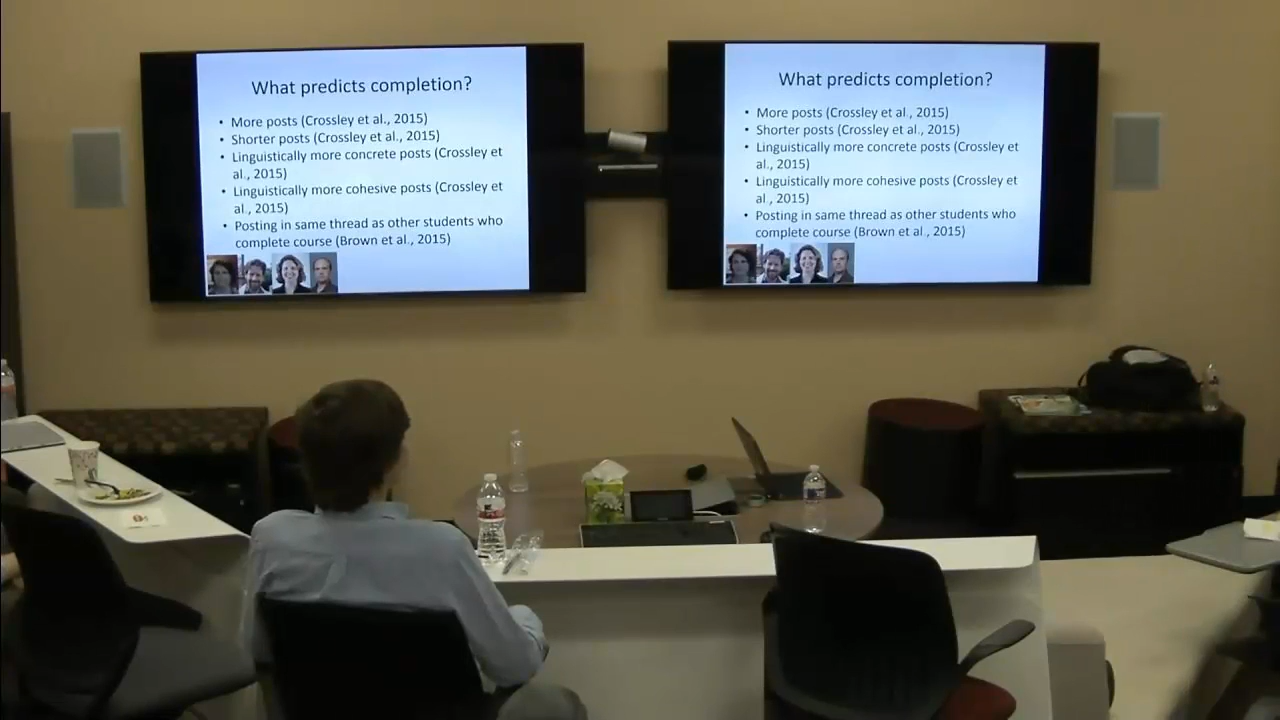 What predicts completion?
• More posts (Crossley et al., 2015)
• Shorter posts (Crossley et al., 2015)
• Linguistically more concrete posts (Crossley et
al., 2015)
• Linguistically more cohesive posts (Crossley et
al., 2015)
• Posting in same thread as other students who
complete course (Brown et al., 2015)
What predicts completion?
• More posts (Crossley et al., 2015)
• Shorter posts (Crossley et al., 2015)
• Linguistically more concrete posts (Crossley et
al., 2015)
• Linguistically more cohesive posts (Crossley et
al., 2015)
• Posting in same thread as other students who
complete course (Brown et al., 2015)